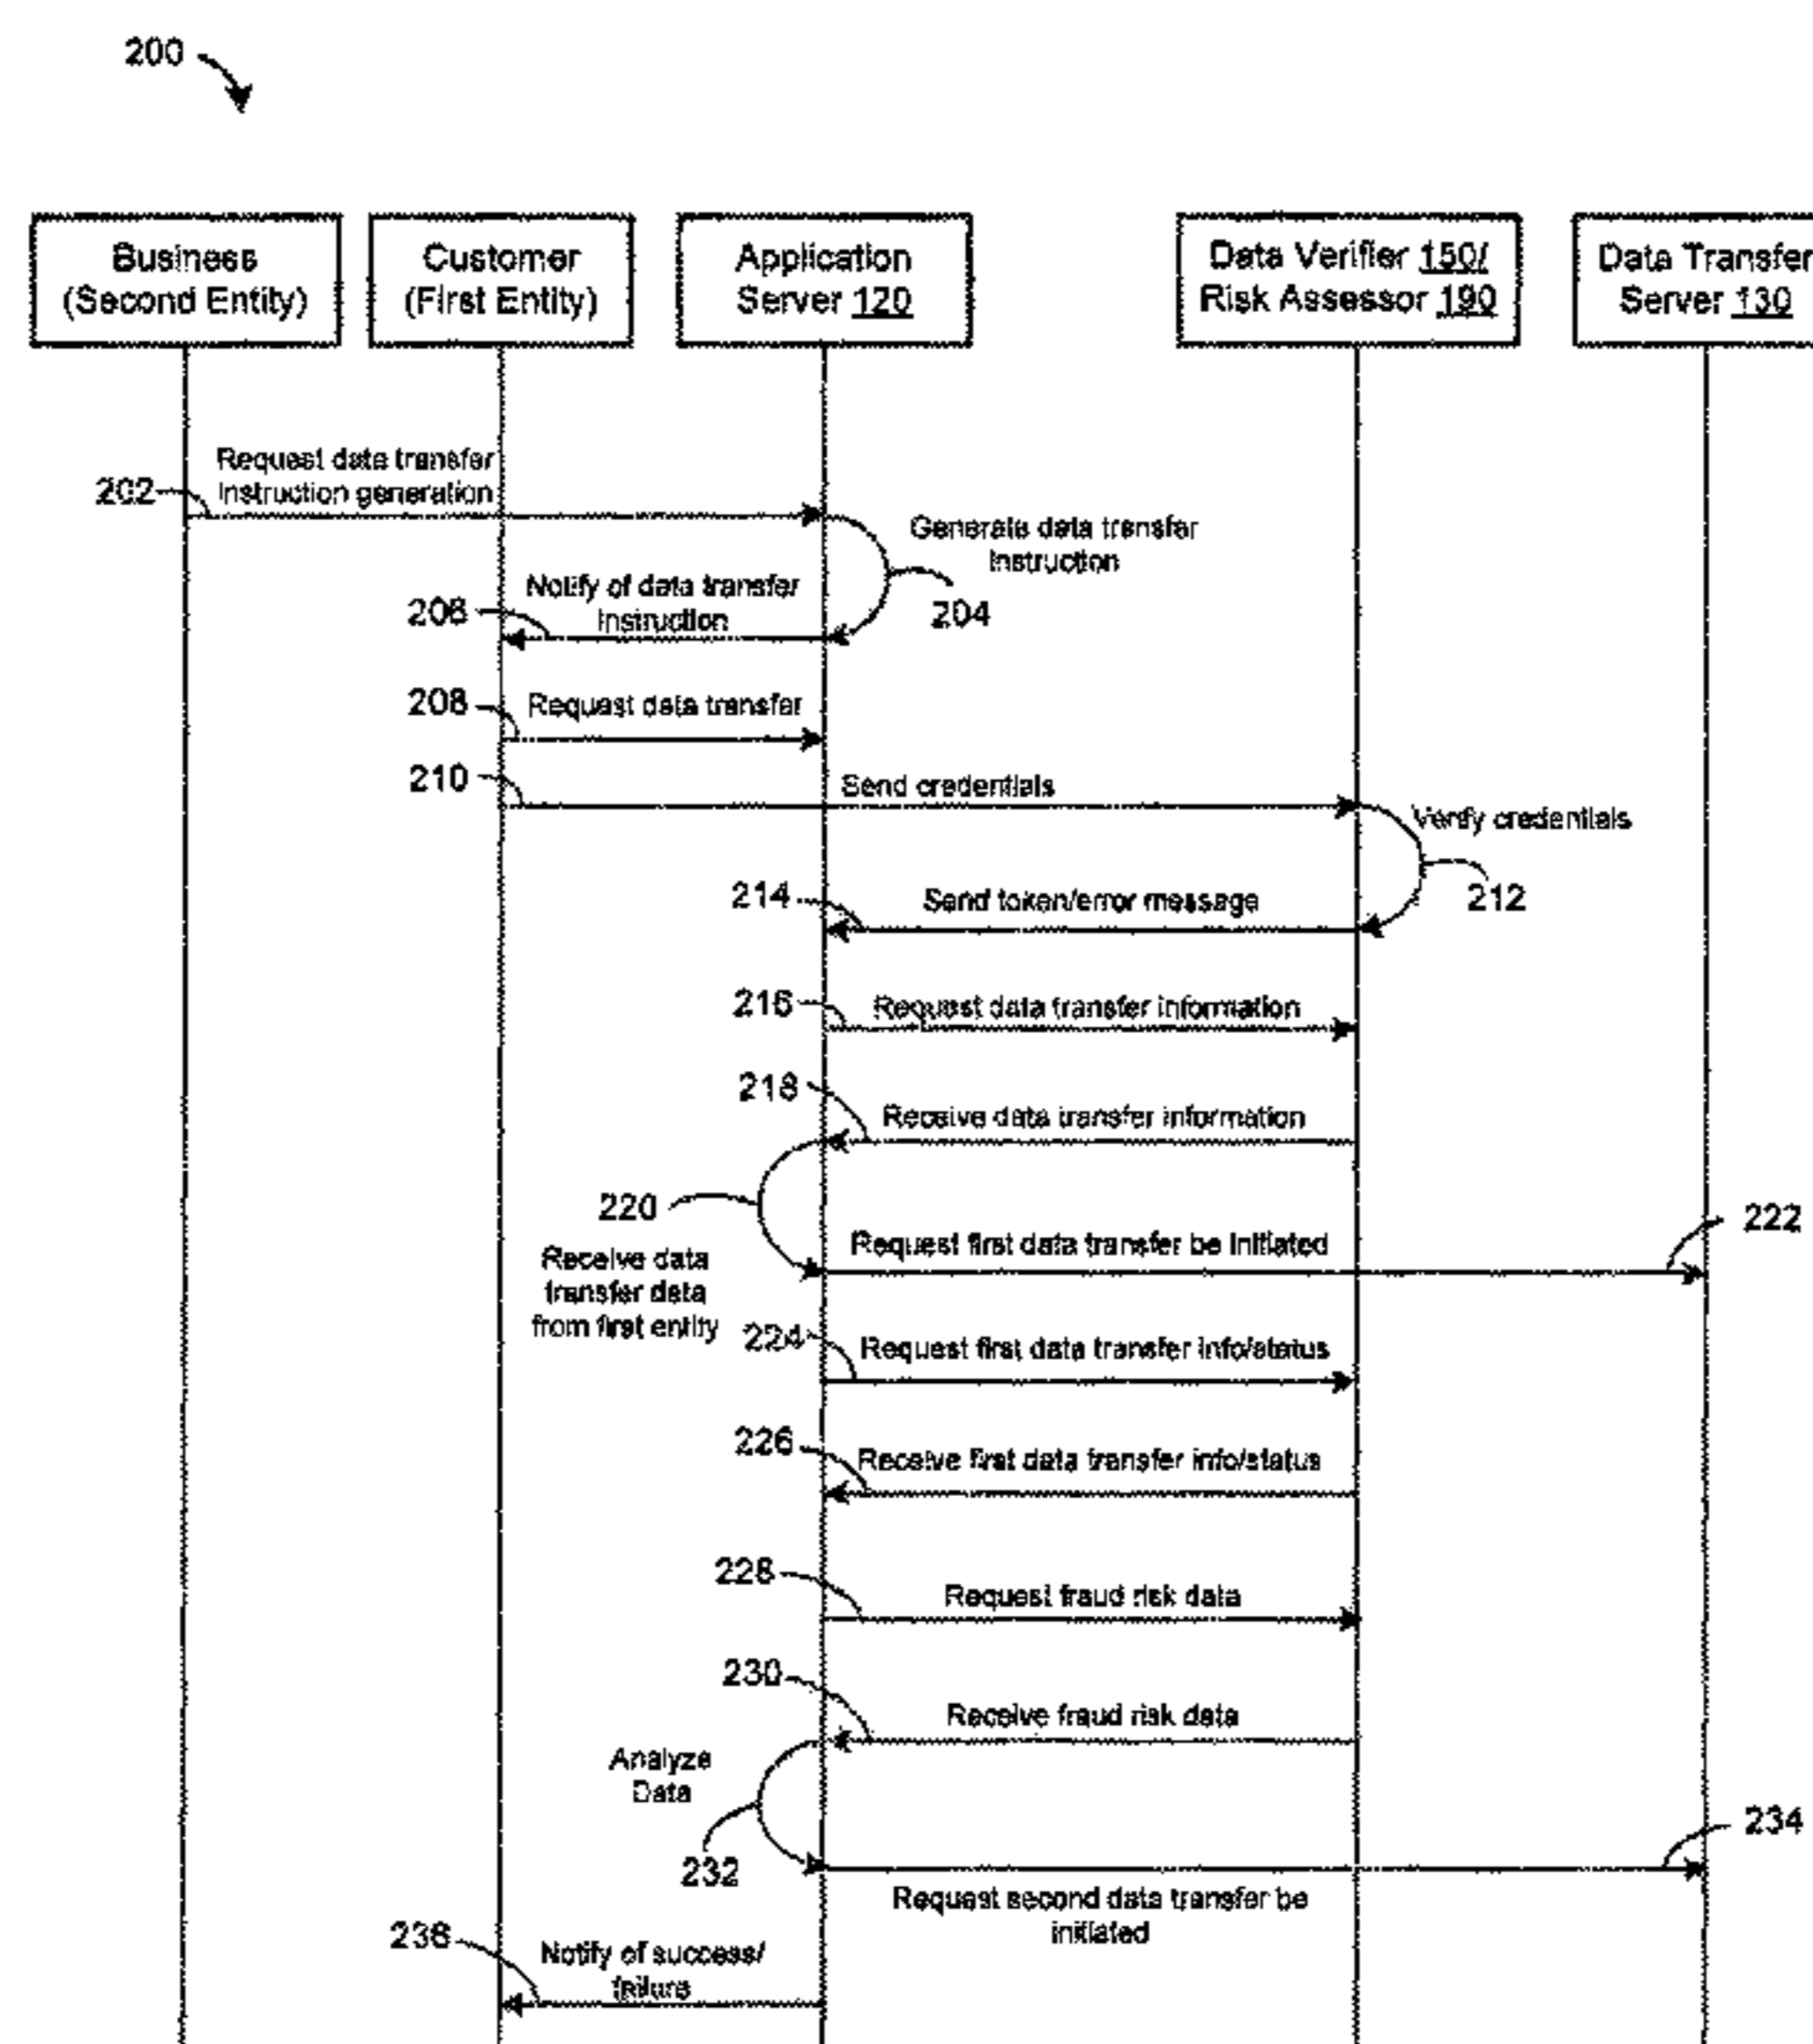 200
Business
(Second Entity)
Customer
(First Entity)
Application
Server 120
Data Verifier 150/
Risk Assessor 190
Data Transfer
Server 130
Request data transfer
Instruction generation
202
Generate data transfer
Instruction
204
Notify of data transfer
Instruction
206
208
Request data transfer
210
Send credentials
Verify credentials
212
214
Send token/error message
216
Request data transfer information
218
Receive data transfer information
220
Receive data
transfer data
from first entity
Request first data transfer be initiated
222
224
Request first data transfer info/status
226
Receive first data transfer info/status
228
Request fraud risk data
230
Receive fraud risk data
Analyze
Data
232
234
Request second data transfer be
initiated
236
Notify of success/
failure